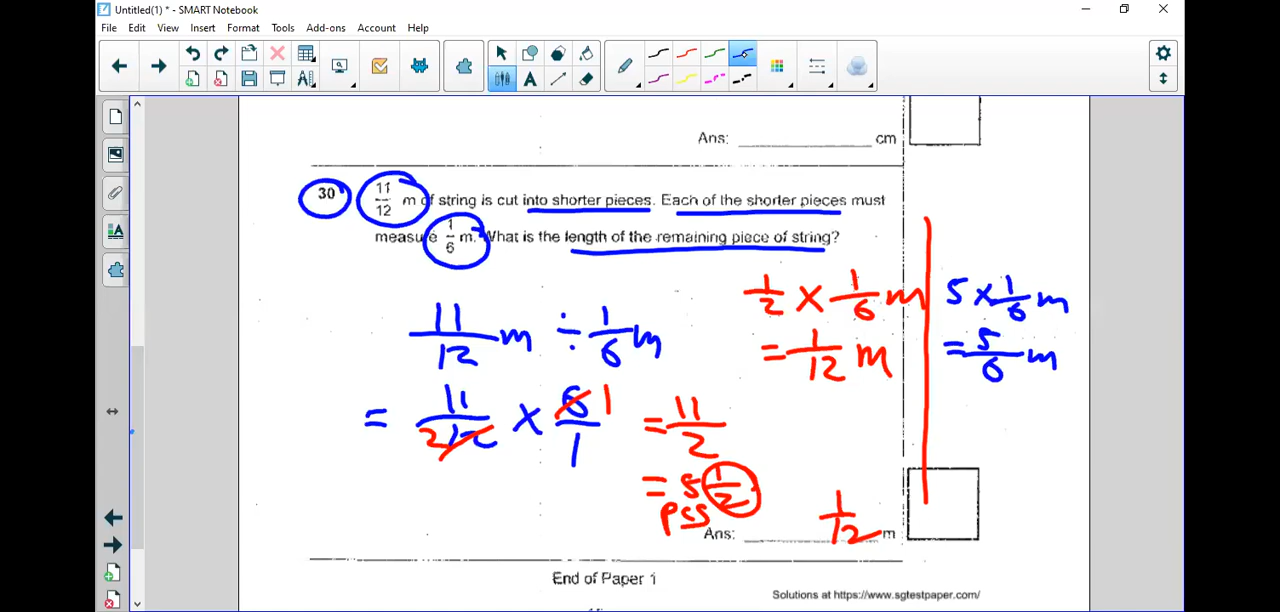 Untitled(1) * - SMART Notebook
File Edit View Insert Format Tools Add-ons Account Help
Ans: ____________ cm
30 11/12 m of string is cut into shorter pieces. Each of the shorter pieces must
measure 1/6 m. What is the length of the remaining piece of string?
1/2 × 1/6 m
= 1/12 m
5 × 1/6 m
= 5/6 m
11/12 m ÷ 1/6 m
= 11/12 2 × 6/1 1
= 11/2
= 5 1/2
pcs
Ans: 1/12 m
End of Paper 1
Solutions at https://www.sgtestpaper.com/